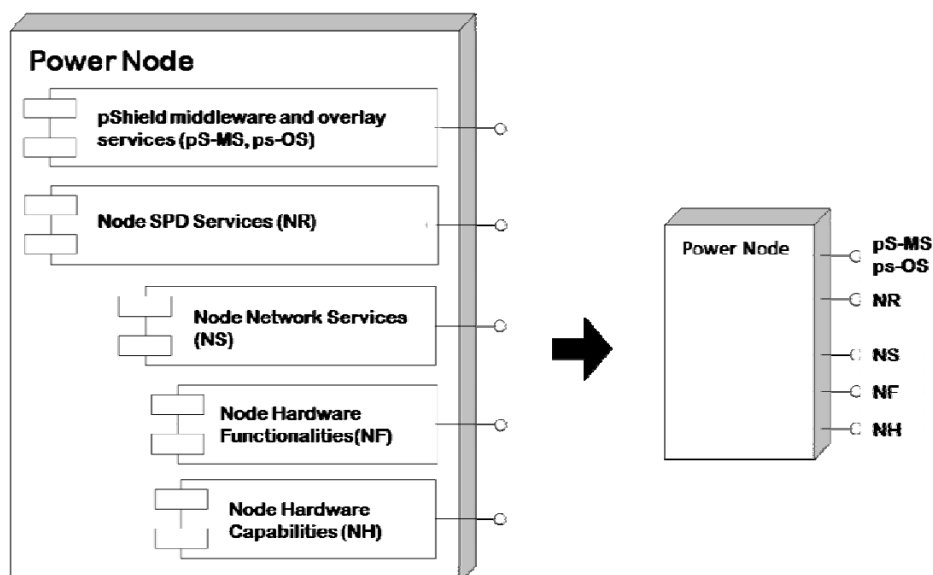 Power Node
pShield middleware and overlay
services (pS-MS, ps-OS)
Node SPD Services (NR)
Node Network Services
(NS)
Node Hardware
Functionalities(NF)
Node Hardware
Capabilities (NH)
Power Node
pS-MS
ps-OS
NR
NS
NF
NH